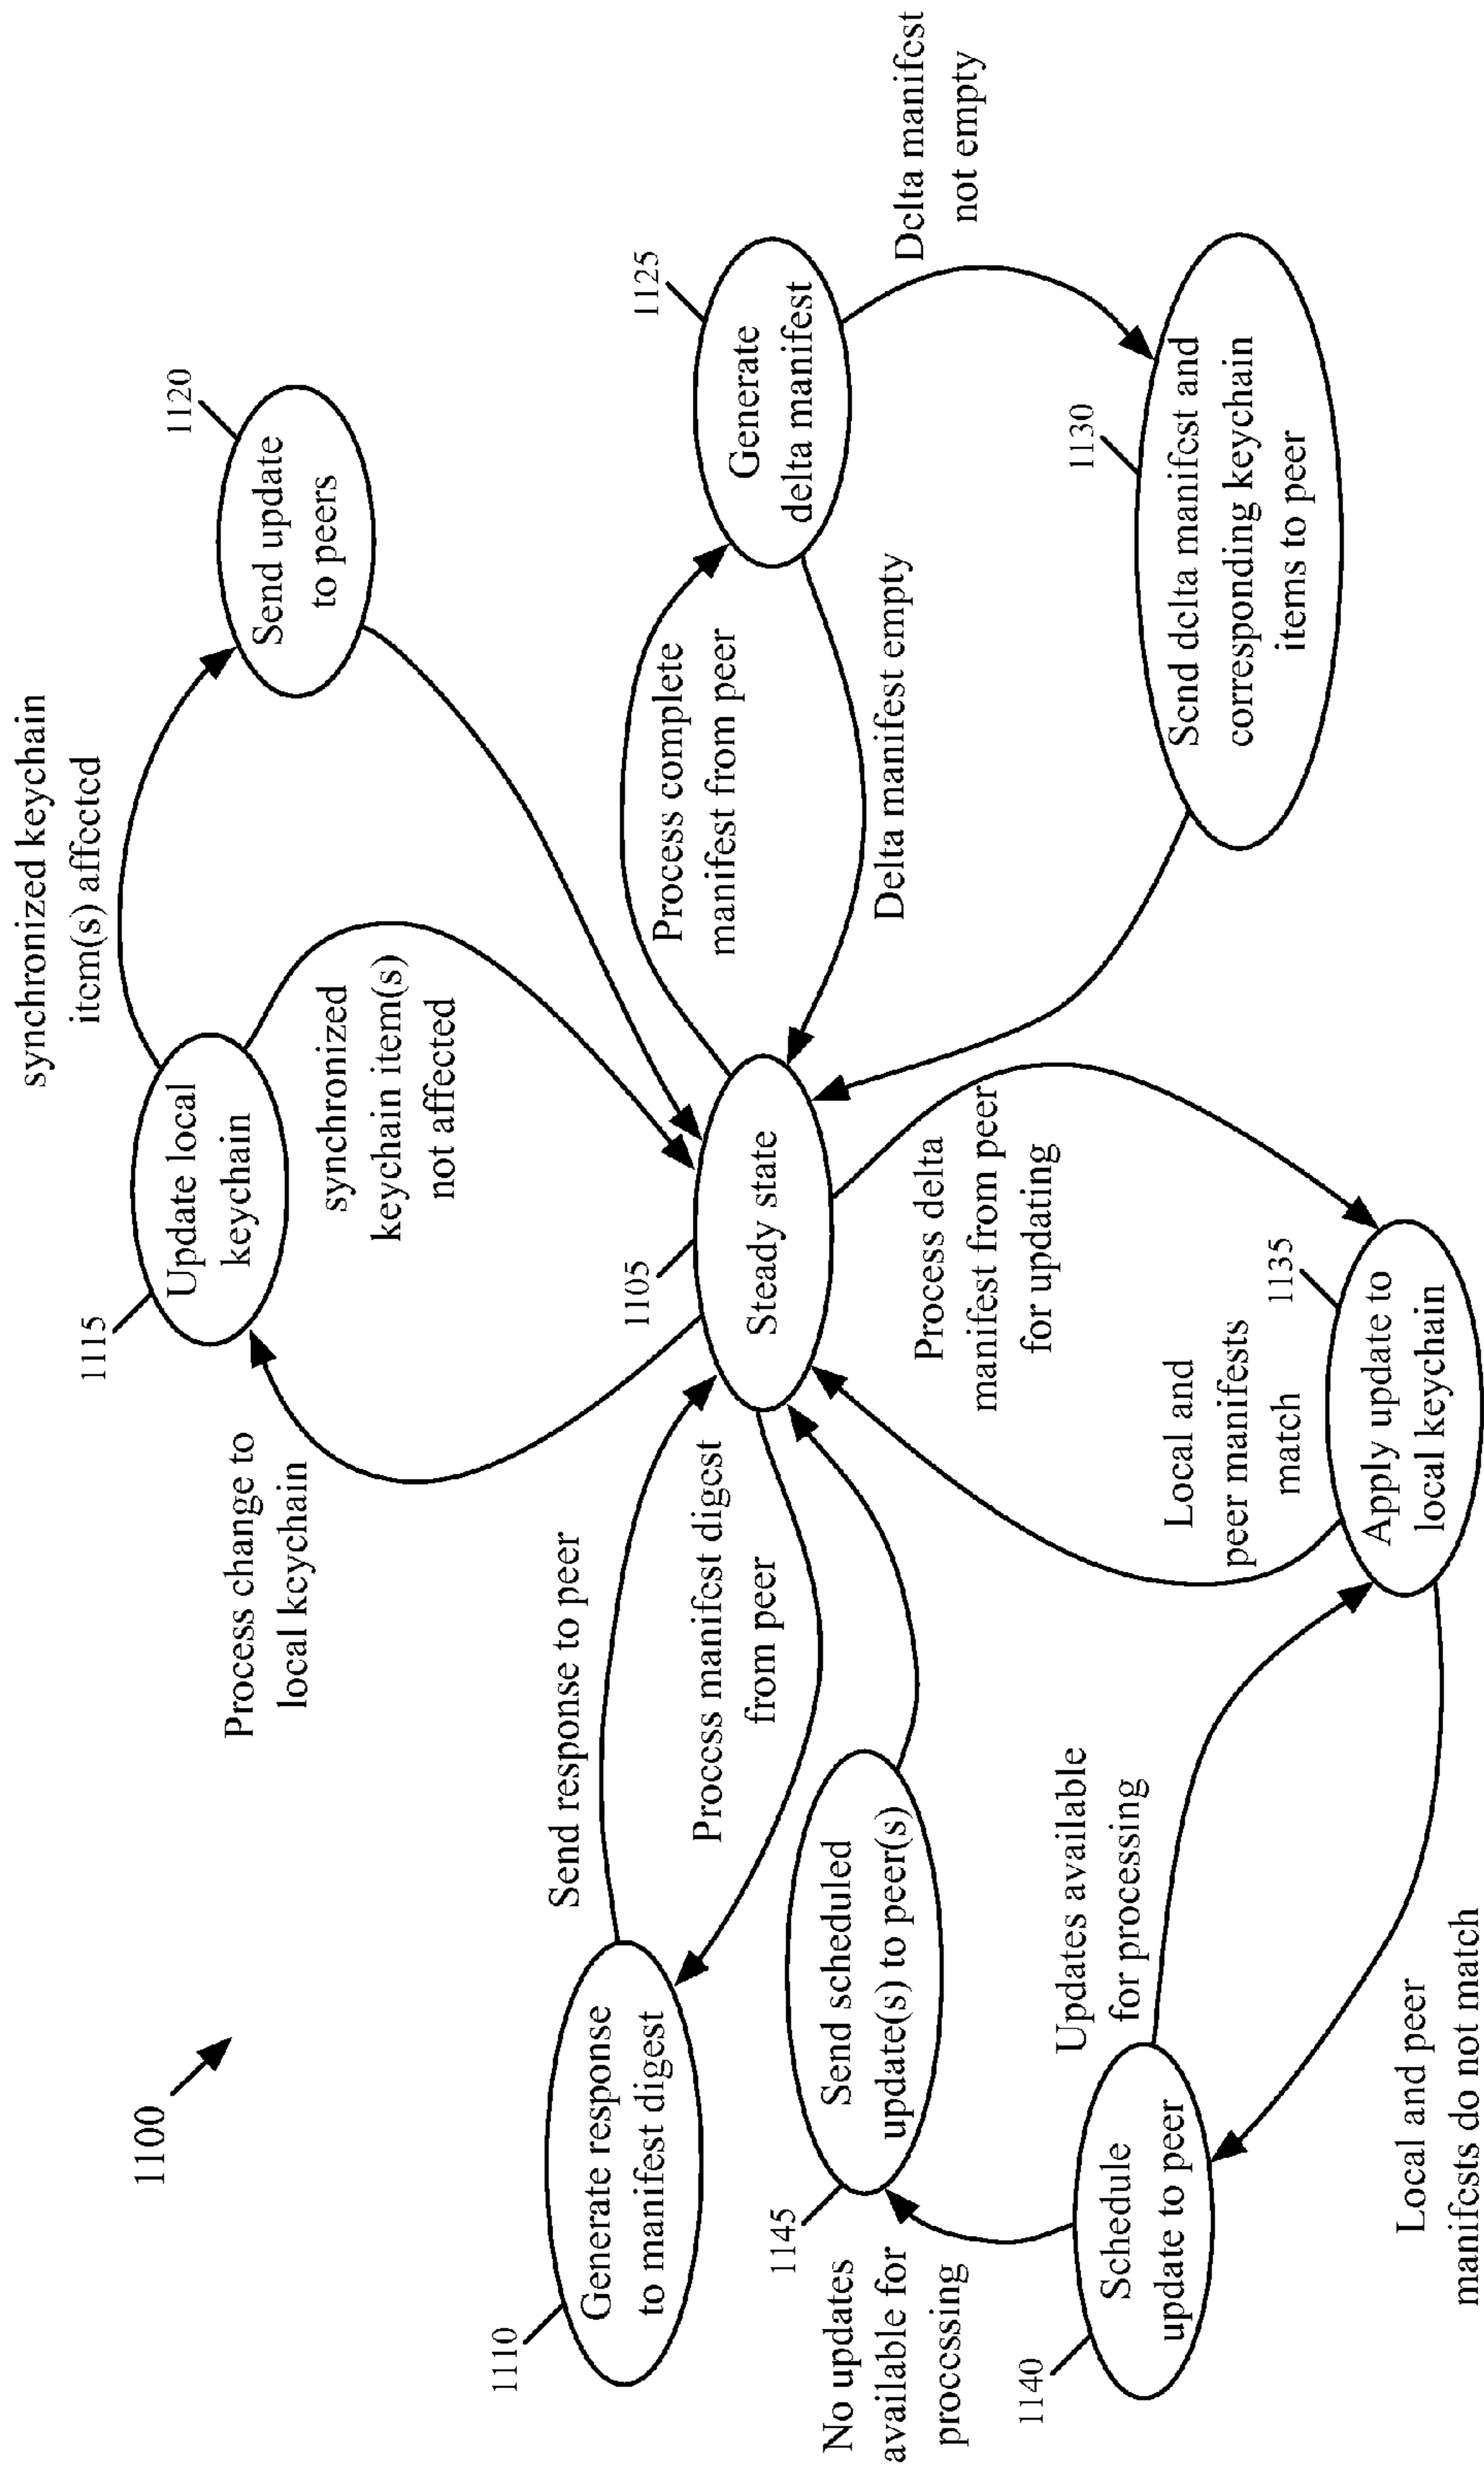 1100
synchronized keychain
item(s) affected
Process change to
local keychain
1115
Update local
keychain
synchronized
keychain item(s)
not affected
1120
Send update
to peers
1110
Generate response
to manifest digest
Send response to peer
Process manifest digest
from peer
1105
Steady state
Process complete
manifest from peer
1125
Generate
delta manifest
Delta manifest empty
Delta manifest
not empty
1145
Send scheduled
update(s) to peer(s)
No updates
available for
processing
Process delta
manifest from peer
for updating
1130
Send delta manifest and
corresponding keychain
items to peer
1140
Schedule
update to peer
Updates available
for processing
Local and
peer manifests
match
1135
Apply update to
local keychain
Local and peer
manifests do not match